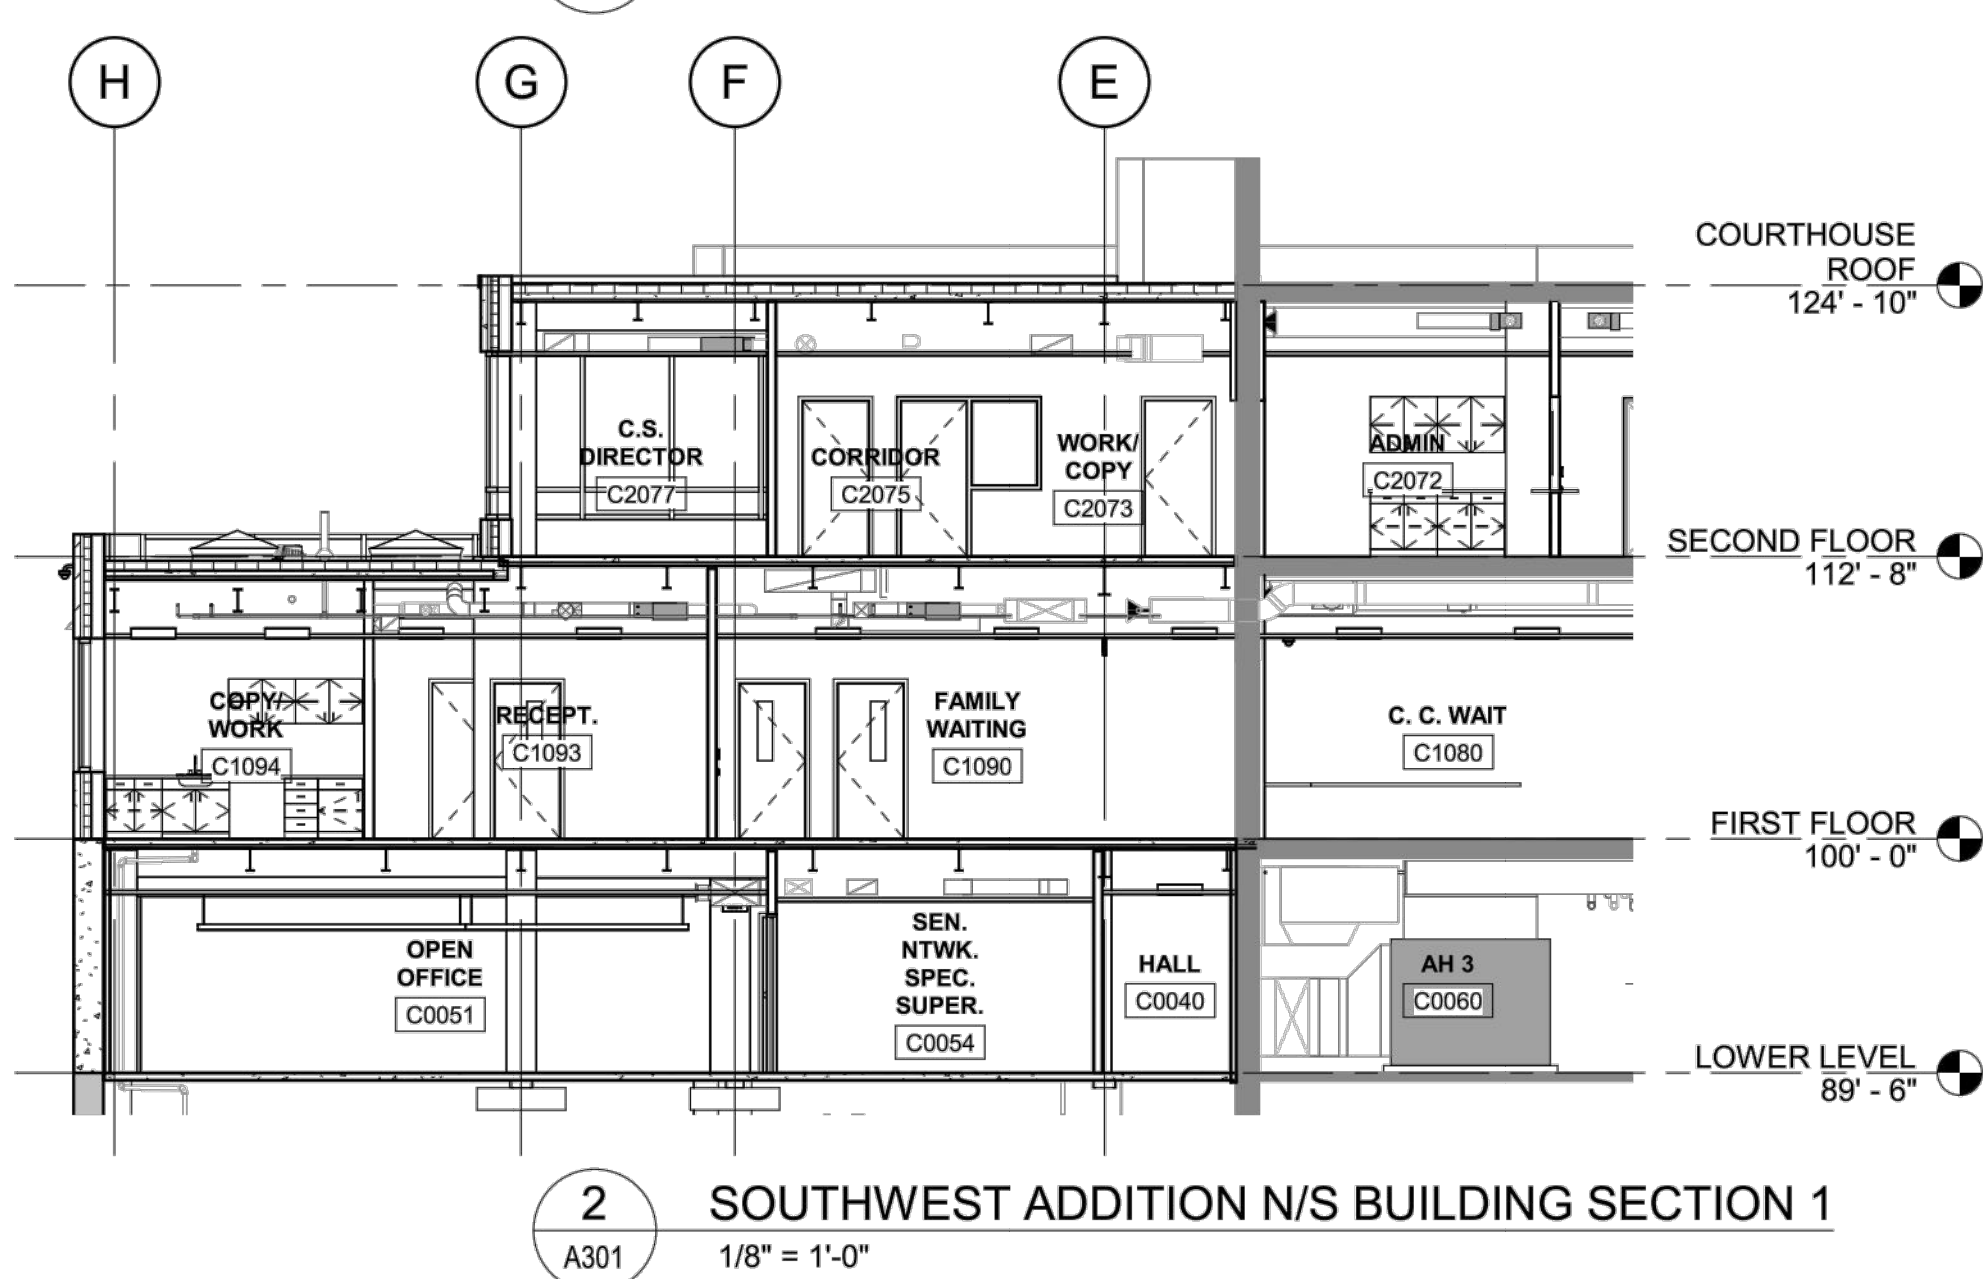 H
G
F
E
COURTHOUSE
ROOF
124' - 10"
C.S.
DIRECTOR
C2077
CORRIDOR
C2075
WORK/
COPY
C2073
ADMIN
C2072
SECOND FLOOR
112' - 8"
COPY/
WORK
C1094
RECEPT.
C1093
FAMILY
WAITING
C1090
C. C. WAIT
C1080
FIRST FLOOR
100' - 0"
OPEN
OFFICE
C0051
SEN.
NTWK.
SPEC.
SUPER.
C0054
HALL
C0040
AH 3
C0060
LOWER LEVEL
89' - 6"
2
A301
SOUTHWEST ADDITION N/S BUILDING SECTION 1
1/8" = 1'-0"